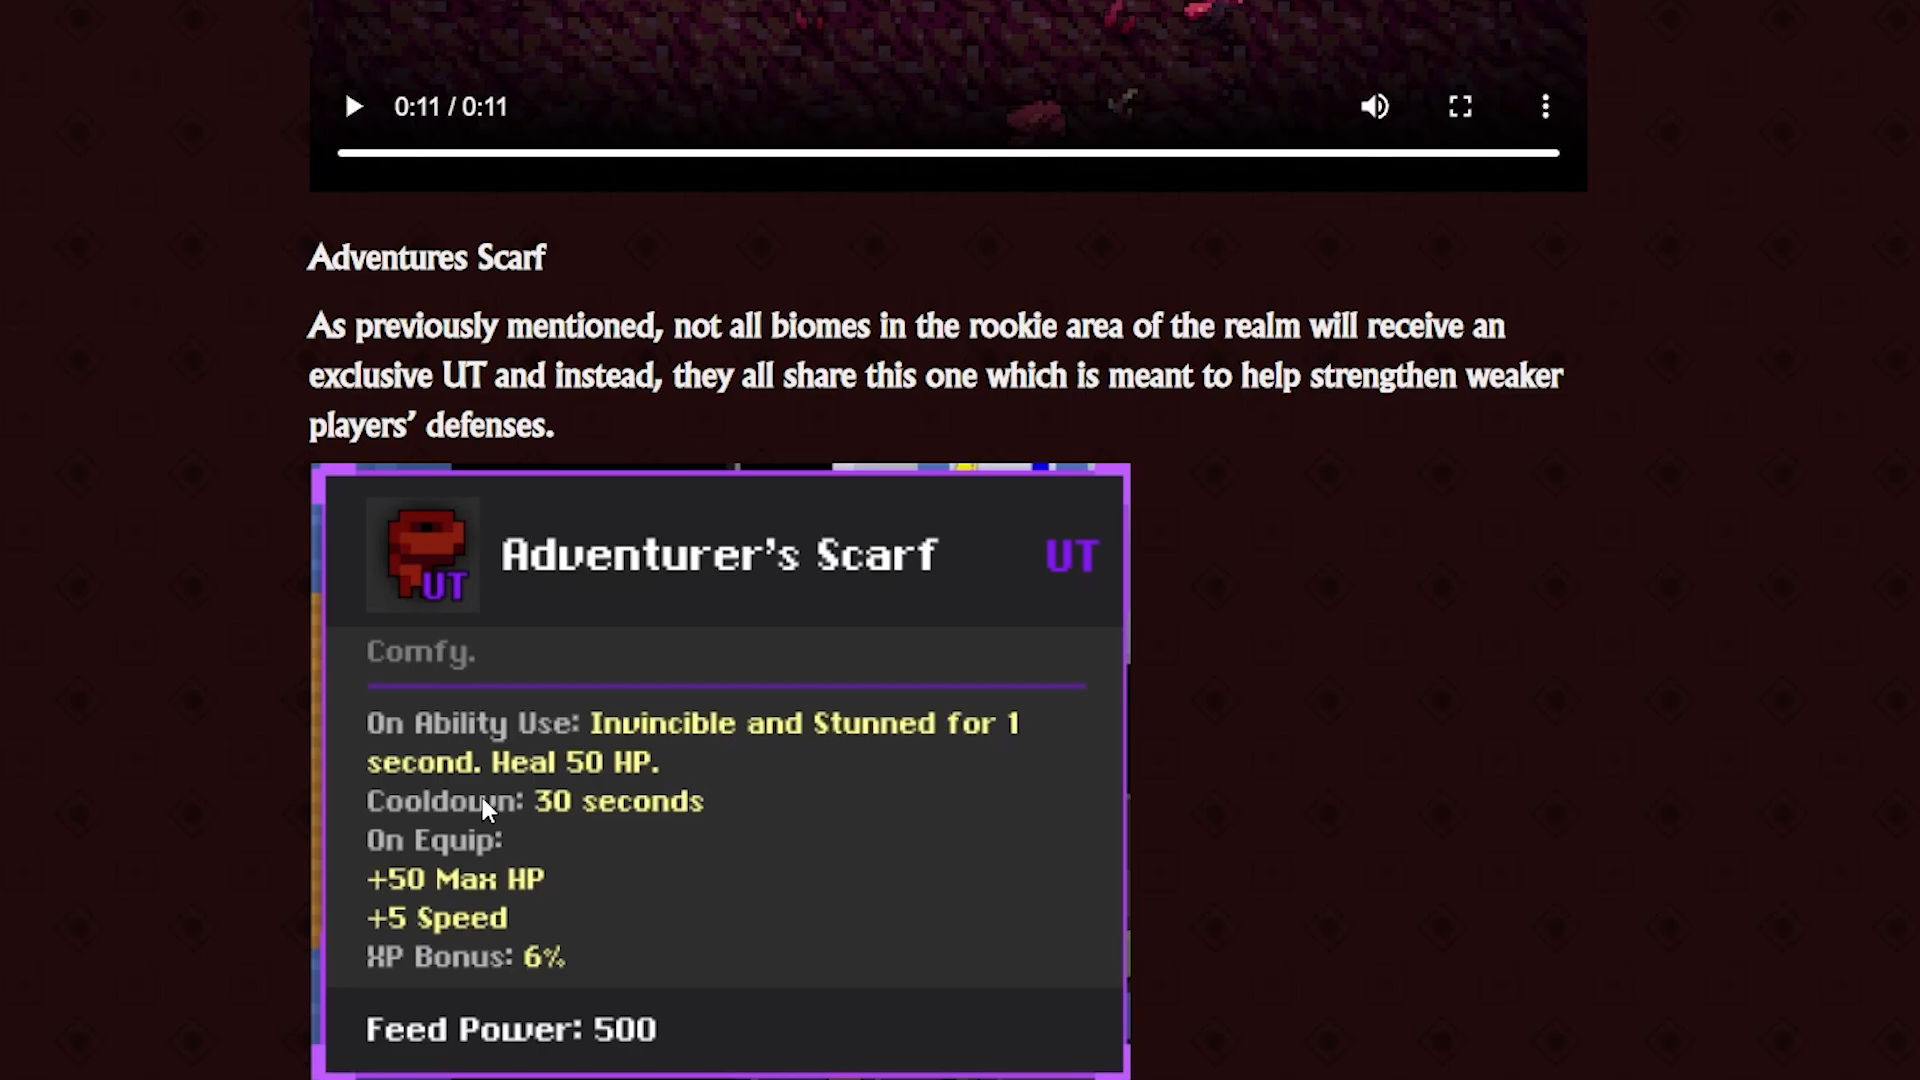 0:11 / 0:11
Adventures Scarf
As previously mentioned, not all biomes in the rookie area of the realm will receive an
exclusive UT and instead, they all share this one which is meant to help strengthen weaker
players’ defenses.
UT
Adventurer's Scarf
UT
Comfy.
On Ability Use: Invincible and Stunned for 1
second. Heal 50 HP.
Cooldown: 30 seconds
On Equip:
+50 Max HP
+5 Speed
XP Bonus: 6%
Feed Power: 500